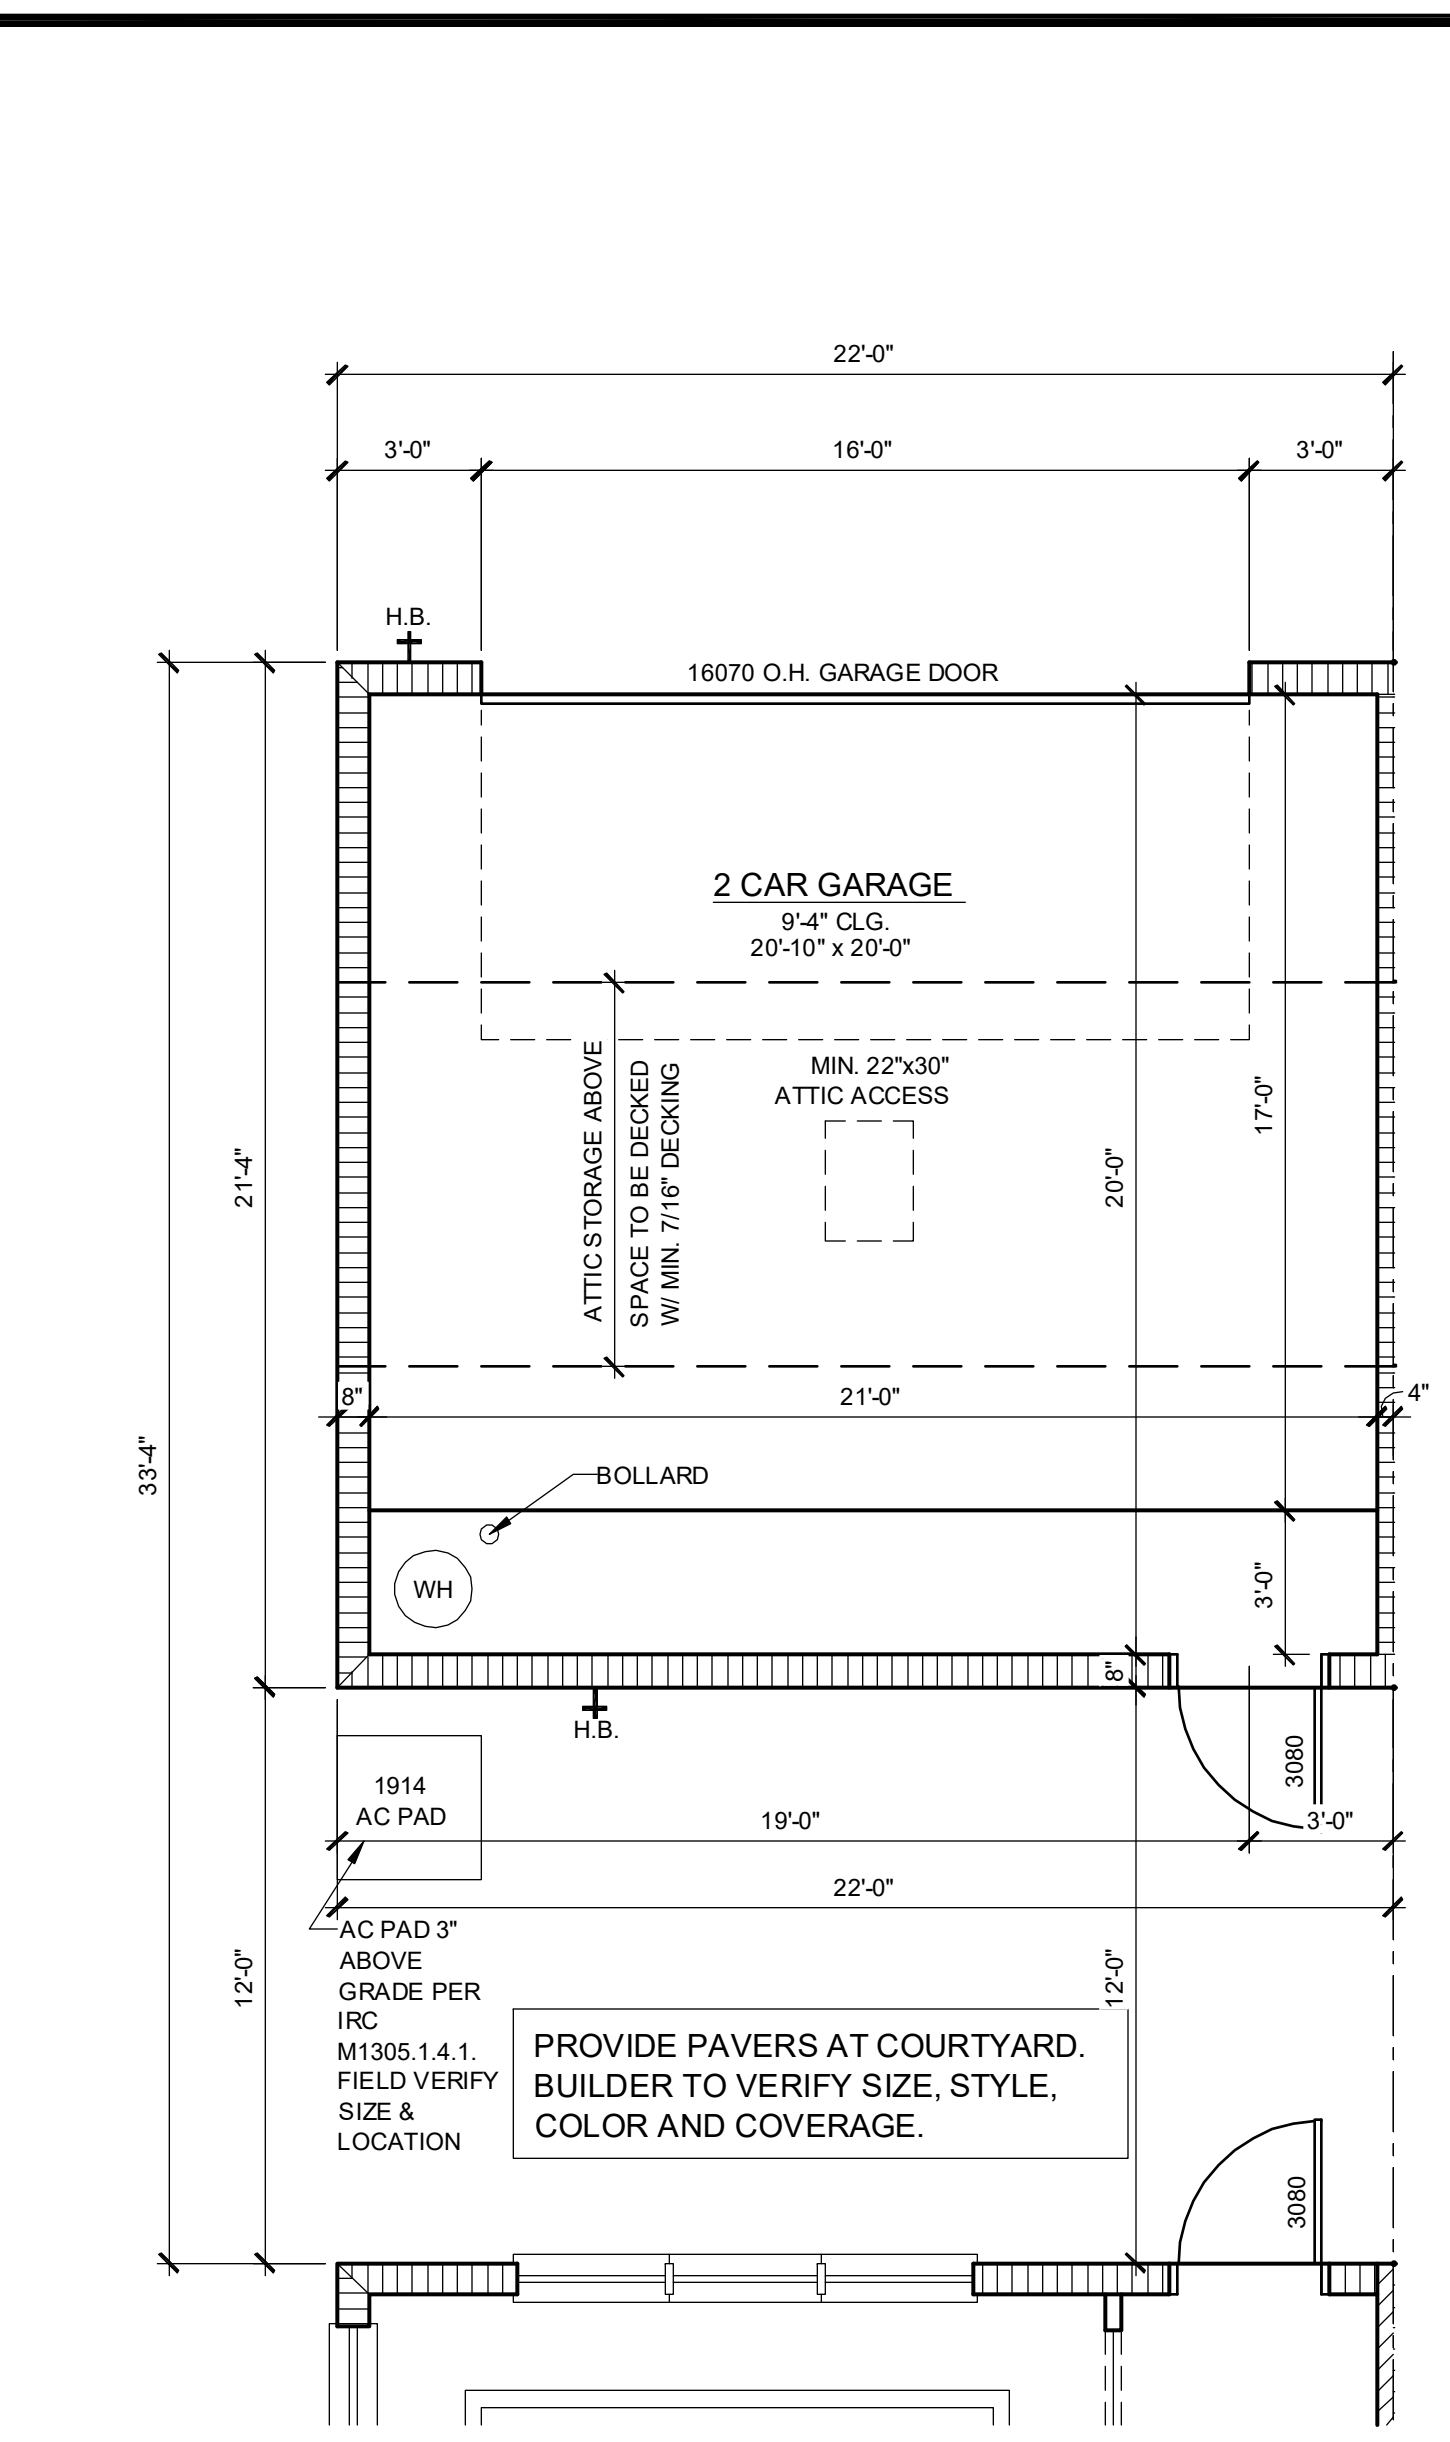 22'-0"
3'-0"
16'-0"
3'-0"
H.B.
16070 O.H. GARAGE DOOR
2 CAR GARAGE
9'-4" CLG.
20'-10" x 20'-0"
ATTIC STORAGE ABOVE
SPACE TO BE DECKED
W/ MIN. 7/16" DECKING
MIN. 22"x30"
ATTIC ACCESS
17'-0"
20'-0"
21'-4"
8"
21'-0"
4"
33'-4"
BOLLARD
WH
3'-0"
8"
H.B.
3080
1914
AC PAD
19'-0"
3'-0"
22'-0"
AC PAD 3"
ABOVE
GRADE PER
IRC
M1305.1.4.1.
FIELD VERIFY
SIZE &
LOCATION
12'-0"
12'-0"
PROVIDE PAVERS AT COURTYARD.
BUILDER TO VERIFY SIZE, STYLE,
COLOR AND COVERAGE.
3080